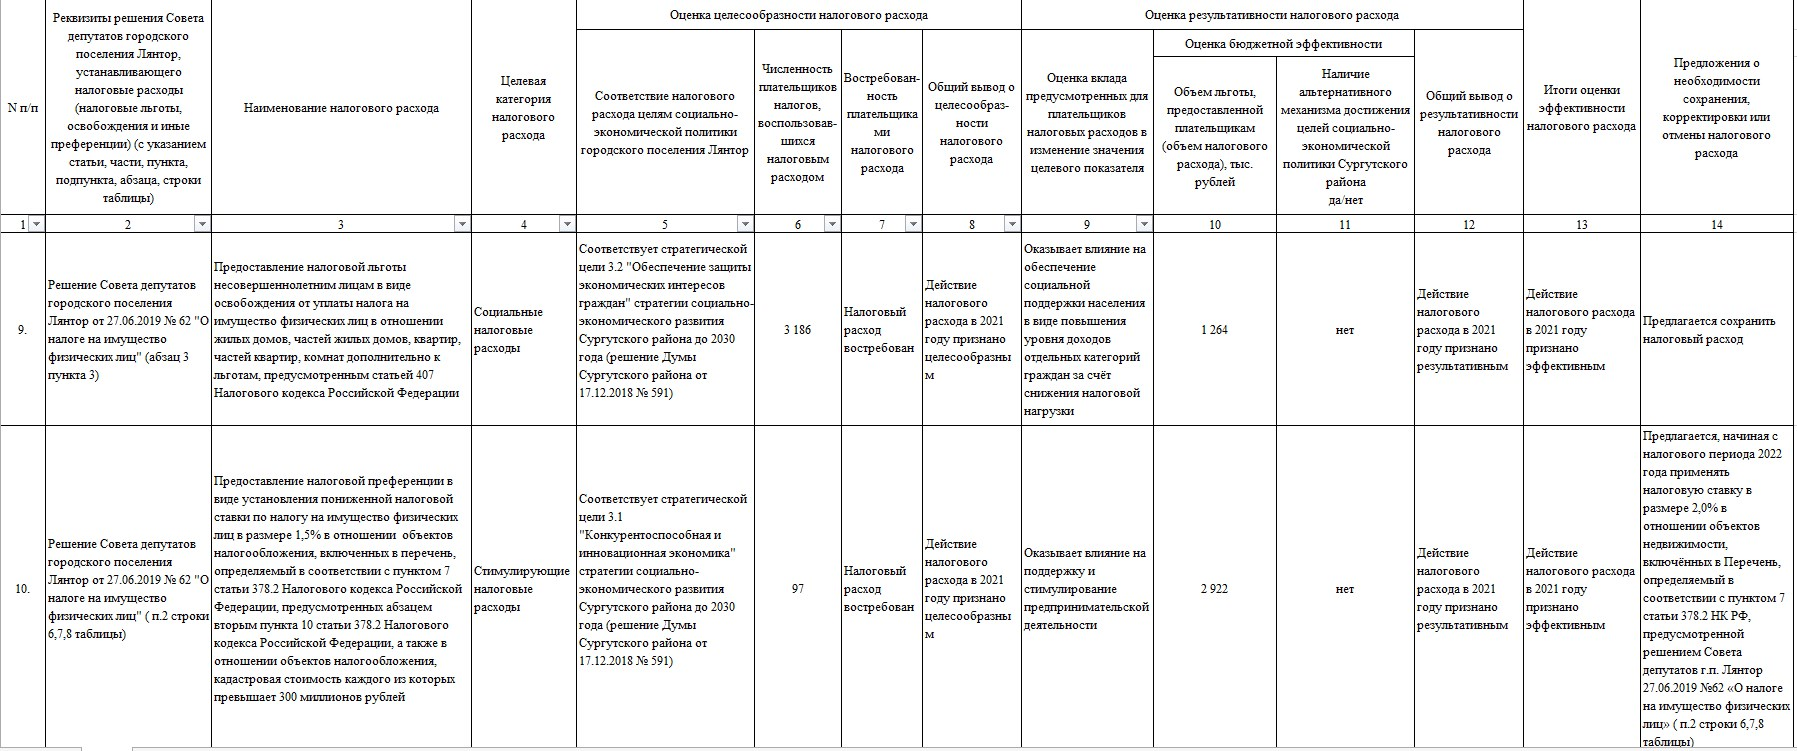 N п/п
Реквизиты решения Совета
депутатов городского
поселения Лянтор,
устанавливающего
налоговые расходы
(налоговые льготы,
освобождения и иные
преференции) (с указанием
статьи, части, пункта,
подпункта, абзаца, строки
таблицы)
Наименование налогового расхода
Целевая
категория
налогового
расхода
Оценка целесообразности налогового расхода
Соответствие налогового
расхода целям социально-
экономической политики
городского поселения Лянтор
Численность
плательщиков
налогов,
воспользовав-
шихся
налоговым
расходом
Востребован-
ность
плательщика
ми
налогового
расхода
Общий вывод о
целесообраз-
ности
налогового
расхода
Оценка результативности налогового расхода
Оценка вклада
предусмотренных для
плательщиков
налоговых расходов в
изменение значения
целевого показателя
Оценка бюджетной эффективности
Объем льготы,
предоставленной
плательщикам
(объем налогового
расхода), тыс.
рублей
Наличие
альтернативного
механизма достижения
целей социально-
экономической
политики Сургутского
района
да/нет
Общий вывод о
результативности
налогового
расхода
Итоги оценки
эффективности
налогового расхода
Предложения о
необходимости
сохранения,
корректировки или
отмены налогового
расхода
1
2
3
4
5
6
7
8
9
10
11
12
13
14
9.
Решение Совета депутатов
городского поселения
Лянтор от 27.06.2019 № 62 "О
налоге на имущество
физических лиц" (абзац 3
пункта 3)
Предоставление налоговой льготы
несовершеннолетним лицам в виде
освобождения от уплаты налога на
имущество физических лиц в отношении
жилых домов, частей жилых домов, квартир,
частей квартир, комнат дополнительно к
льготам, предусмотренным статьей 407
Налогового кодекса Российской Федерации
Социальные
налоговые
расходы
Соответствует стратегической
цели 3.2 "Обеспечение защиты
экономических интересов
граждан" стратегии социально-
экономического развития
Сургутского района до 2030
года (решение Думы
Сургутского района от
17.12.2018 № 591)
3 186
Налоговый
расход
востребован
Действие
налогового
расхода в 2021
году признано
целесообразны
м
Оказывает влияние на
обеспечение
социальной
поддержки населения
в виде повышения
уровня доходов
отдельных категорий
граждан за счёт
снижения налоговой
нагрузки
1 264
нет
Действие
налогового
расхода в 2021
году признано
результативным
Действие
налогового расхода
в 2021 году
признано
эффективным
Предлагается сохранить
налоговый расход
10.
Решение Совета депутатов
городского поселения
Лянтор от 27.06.2019 № 62 "О
налоге на имущество
физических лиц" ( п.2 строки
6,7,8 таблицы)
Предоставление налоговой преференции в
виде установления пониженной налоговой
ставки по налогу на имущество физических
лиц в размере 1,5% в отношении объектов
налогообложения, включенных в перечень,
определяемый в соответствии с пунктом 7
статьи 378.2 Налогового кодекса Российской
Федерации, предусмотренных абзацем
вторым пункта 10 статьи 378.2 Налогового
кодекса Российской Федерации, а также в
отношении объектов налогообложения,
кадастровая стоимость каждого из которых
превышает 300 миллионов рублей
Стимулирующие
налоговые
расходы
Соответствует стратегической
цели 3.1
"Конкурентоспособная и
инновационная экономика"
стратегии социально-
экономического развития
Сургутского района до 2030
года (решение Думы
Сургутского района от
17.12.2018 № 591)
97
Налоговый
расход
востребован
Действие
налогового
расхода в 2021
году признано
целесообразны
м
Оказывает влияние на
поддержку и
стимулирование
предпринимательской
деятельности
2 922
нет
Действие
налогового
расхода в 2021
году признано
результативным
Действие
налогового расхода
в 2021 году
признано
эффективным
Предлагается, начиная с
налогового периода 2022
года применять
налоговую ставку в
размере 2,0% в
отношении объектов
недвижимости,
включённых в Перечень,
определяемый в
соответствии с пунктом 7
статьи 378.2 НК РФ,
предусмотренной
решением Совета
депутатов г.п. Лянтор
27.06.2019 №62 «О налоге
на имущество физических
лиц» ( п.2 строки 6,7,8
таблицы)